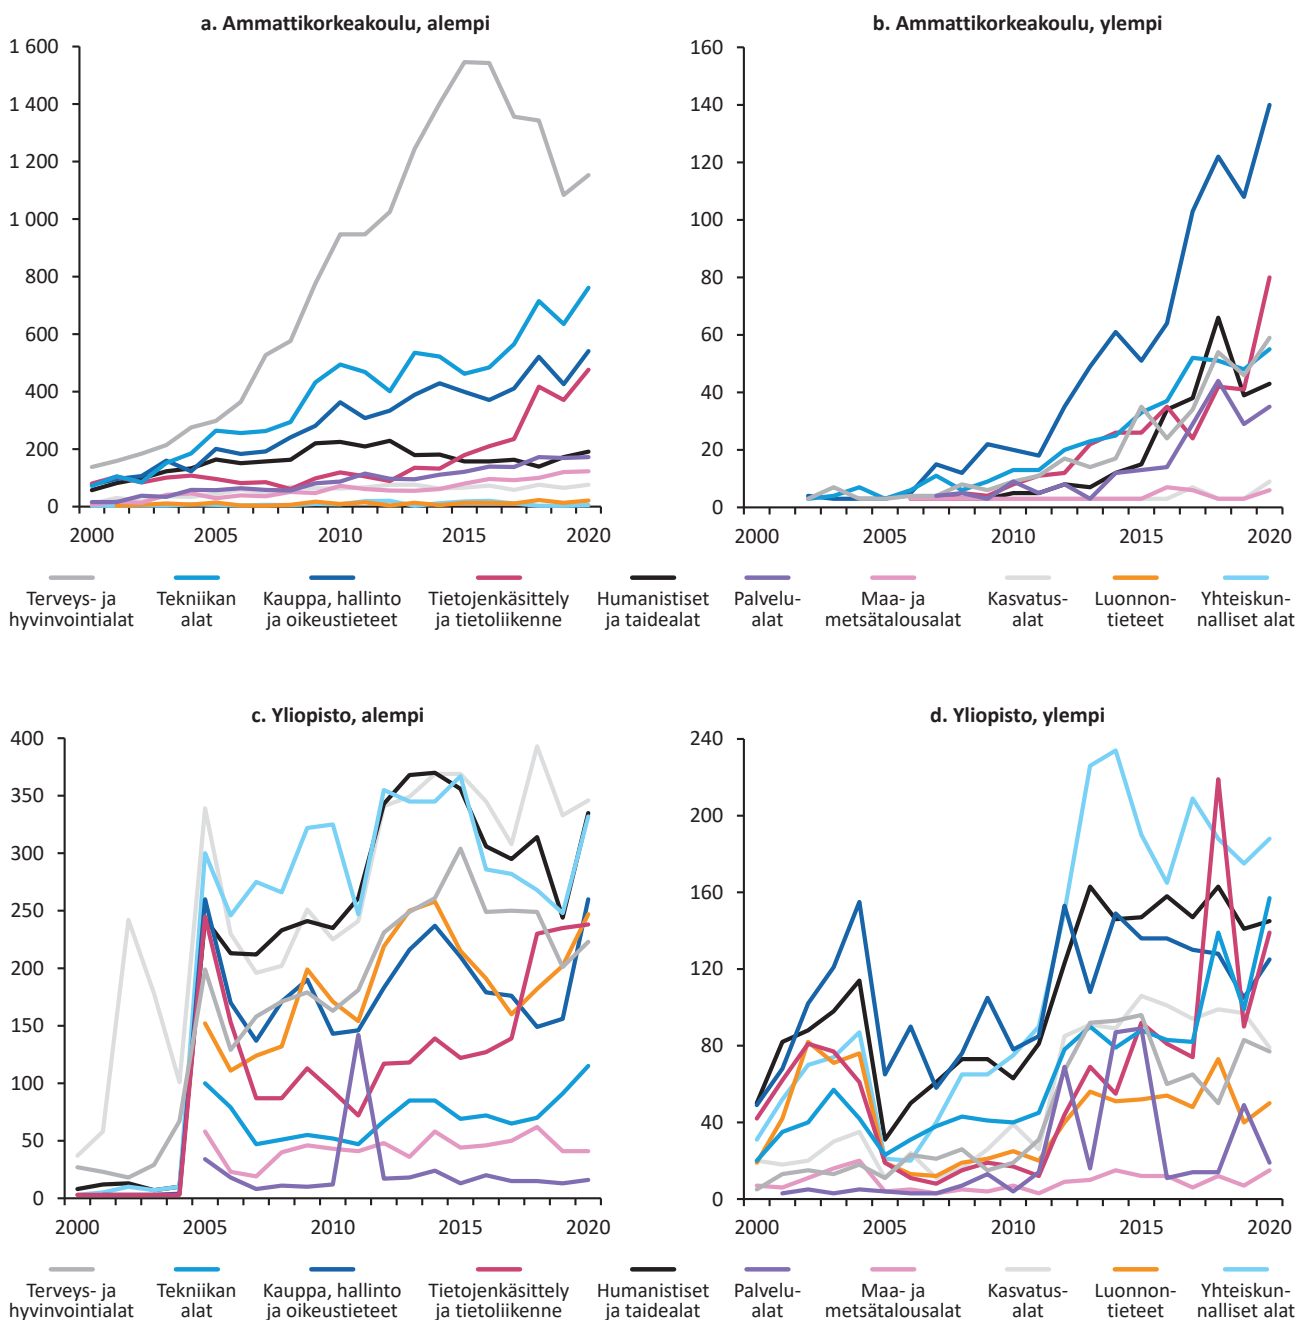 a. Ammattikorkeakoulu, alempi
1 600
1 400
1 200
1 000
800
600
400
200
0
2000 2005 2010 2015 2020
b. Ammattikorkeakoulu, ylempi
160
140
120
100
80
60
40
20
0
2000 2005 2010 2015 2020
Terveys- ja
hyvinvointialat
Tekniikan
alat
Kauppa, hallinto
ja oikeustieteet
Tietojenkäsittely
ja tietoliikenne
Humanistiset
ja taidealat
Palvelu-
alat
Maa- ja
metsätalousalat
Kasvatus-
alat
Luonnon-
tieteet
Yhteiskun-
nalliset alat
c. Yliopisto, alempi
400
350
300
250
200
150
100
50
0
2000 2005 2010 2015 2020
d. Yliopisto, ylempi
240
200
160
120
80
40
0
2000 2005 2010 2015 2020
Terveys- ja
hyvinvointialat
Tekniikan
alat
Kauppa, hallinto
ja oikeustieteet
Tietojenkäsittely
ja tietoliikenne
Humanistiset
ja taidealat
Palvelu-
alat
Maa- ja
metsätalousalat
Kasvatus-
alat
Luonnon-
tieteet
Yhteiskun-
nalliset alat